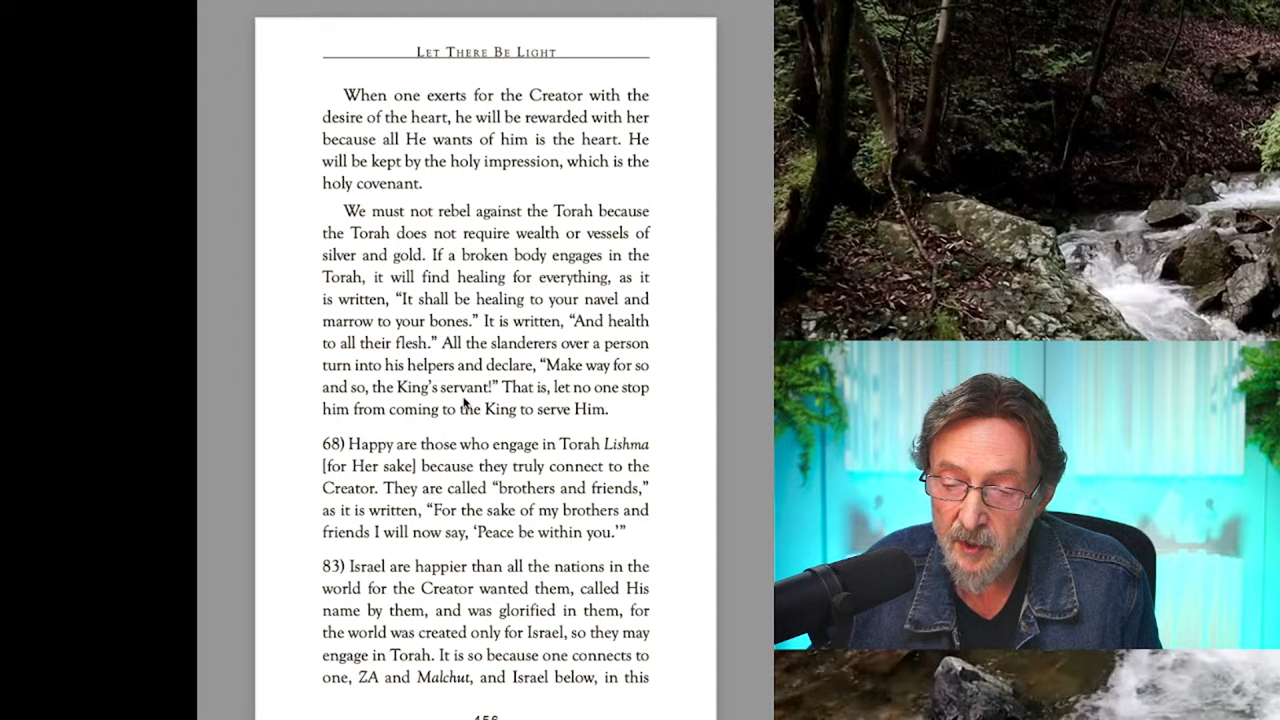 LET THERE BE LIGHT
When one exerts for the Creator with the
desire of the heart, he will be rewarded with her
because all He wants of him is the heart. He
will be kept by the holy impression, which is the
holy covenant.
We must not rebel against the Torah because
the Torah does not require wealth or vessels of
silver and gold. If a broken body engages in the
Torah, it will find healing for everything, as it
is written, “It shall be healing to your navel and
marrow to your bones.” It is written, “And health
to all their flesh.” All the slanderers over a person
turn into his helpers and declare, “Make way for so
and so, the King’s servant!” That is, let no one stop
him from coming to the King to serve Him.
68) Happy are those who engage in Torah Lishma
[for Her sake] because they truly connect to the
Creator. They are called “brothers and friends,”
as it is written, “For the sake of my brothers and
friends I will now say, ‘Peace be within you.’”
83) Israel are happier than all the nations in the
world for the Creator wanted them, called His
name by them, and was glorified in them, for
the world was created only for Israel, so they may
engage in Torah. It is so because one connects to
one, ZA and Malchut, and Israel below, in this
456